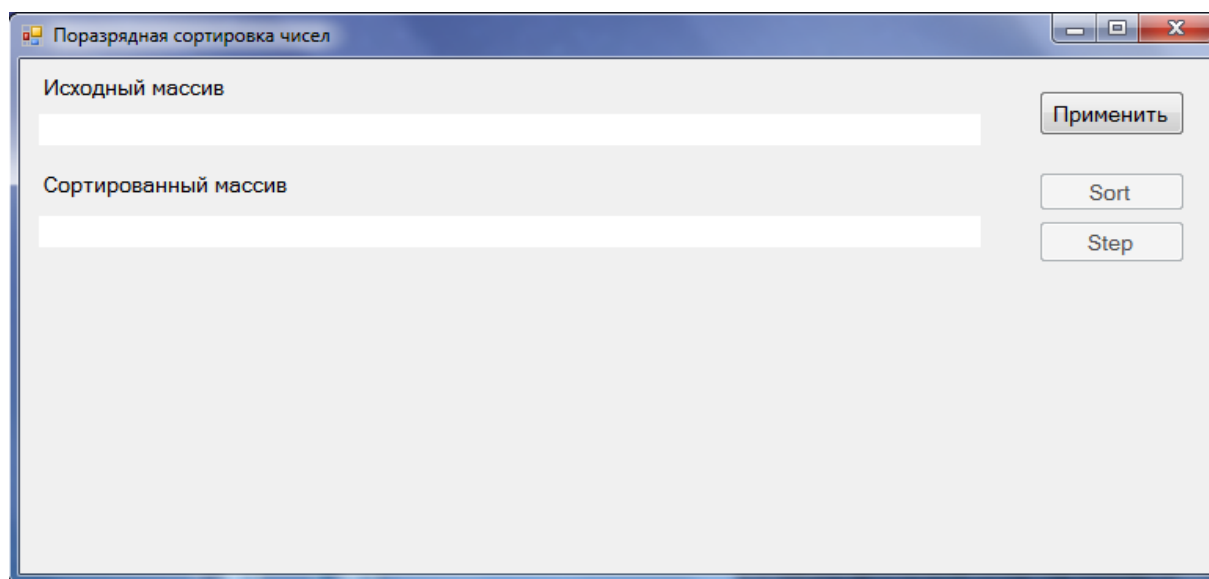 Поразрядная сортировка чисел
Исходный массив
Применить
Сортированный массив
Sort
Step